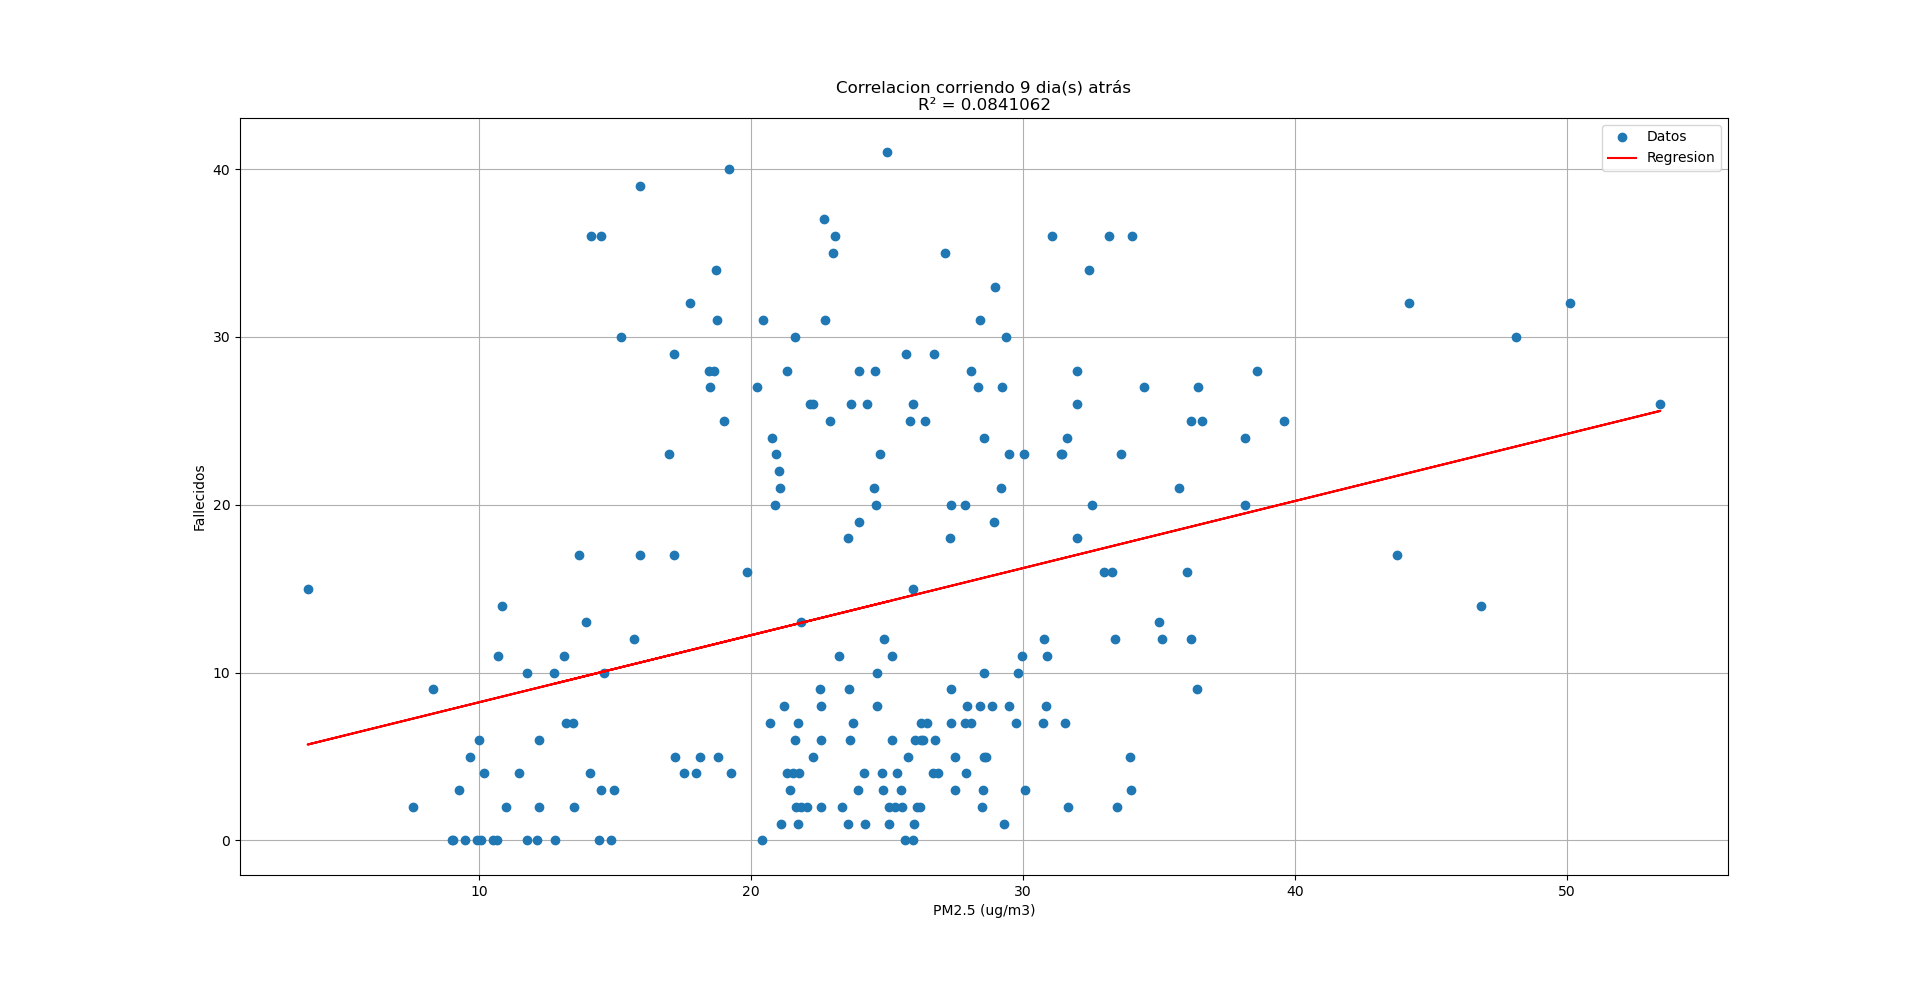 Correlacion corriendo 9 dia(s) atrás
R² = 0.0841062
Datos
Regresion
40
30
20
10
0
Fallecidos
10
20
30
40
50
PM2.5 (ug/m3)